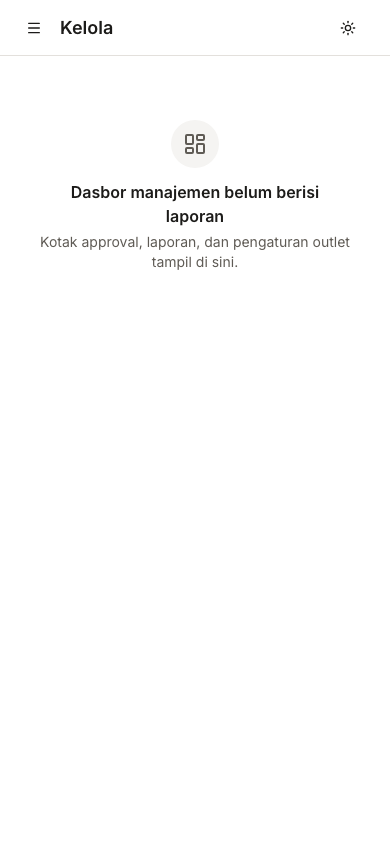 Kelola
Dasbor manajemen belum berisi
laporan
Kotak approval, laporan, dan pengaturan outlet
tampil di sini.